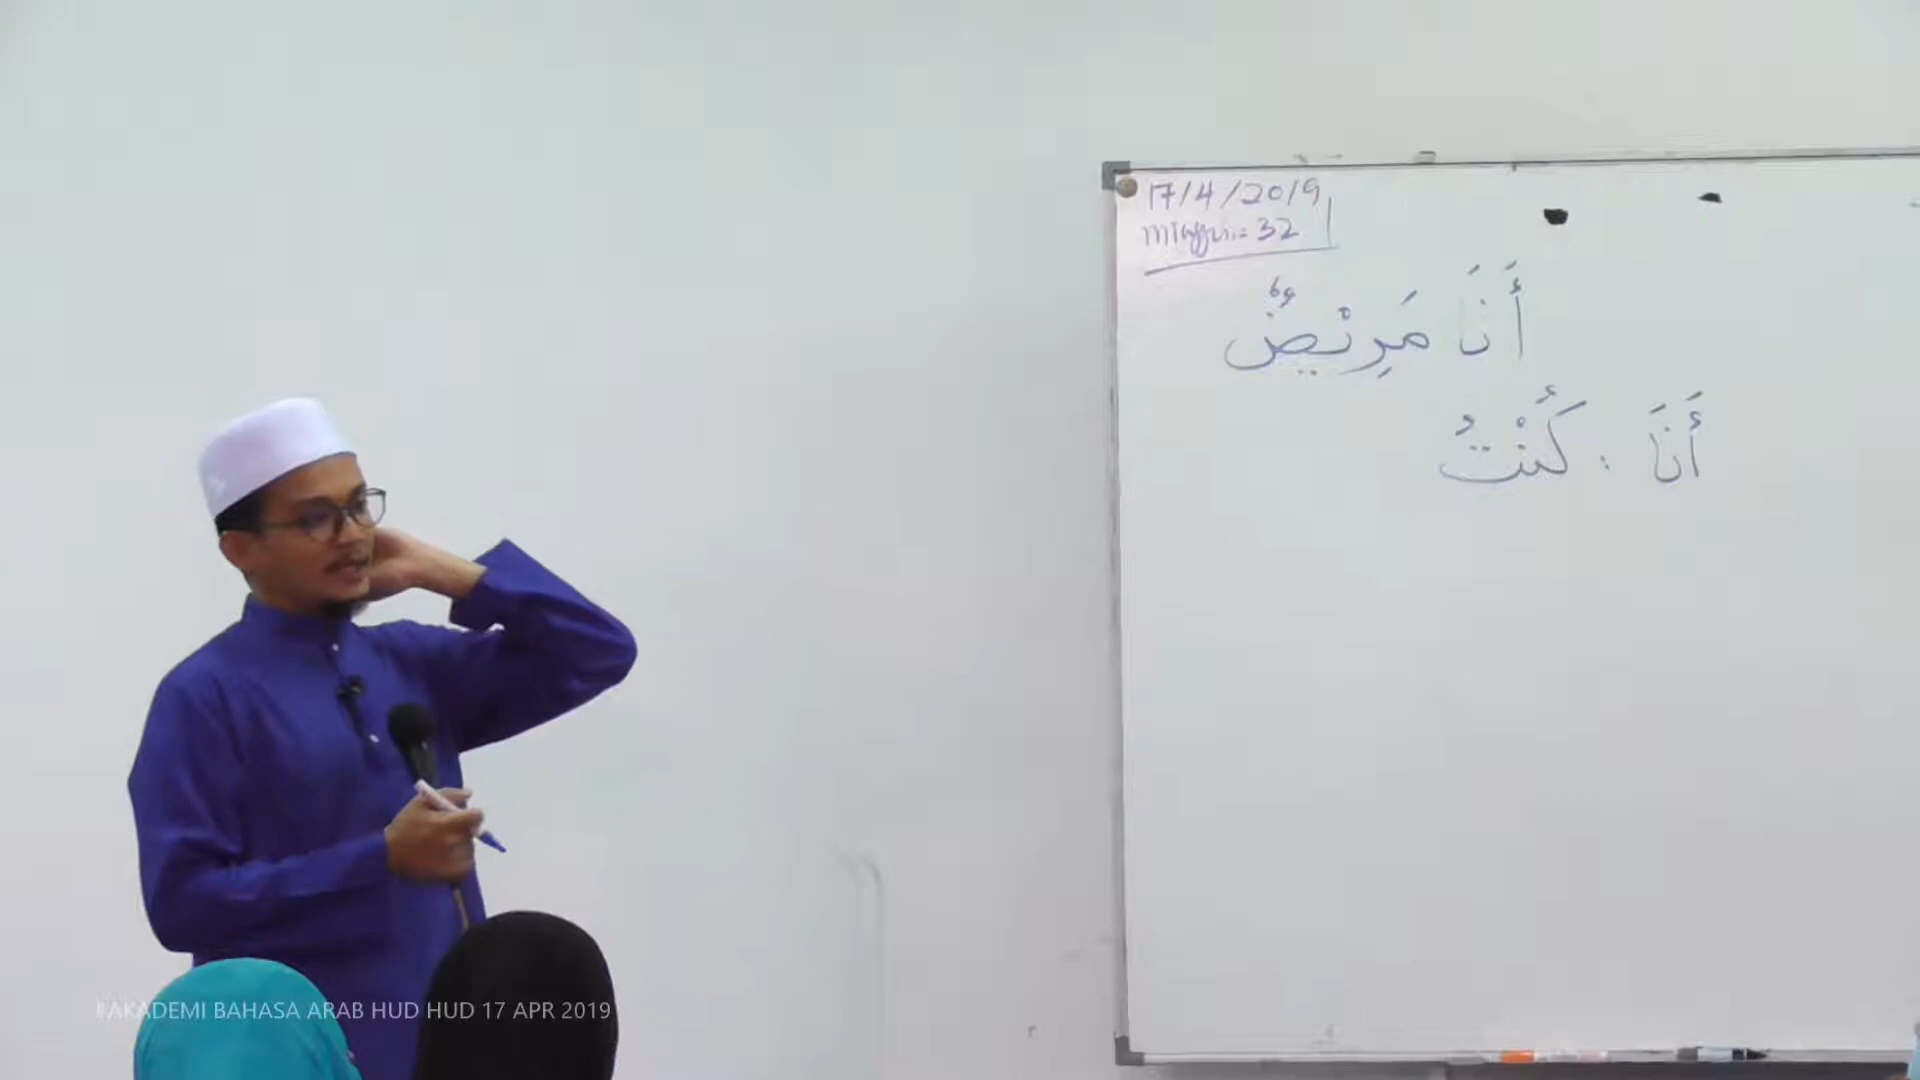 17/4/2019
minggu:- 32
أَنَا مَرِيْضٌ
أَنَا : كُنْتُ
#AKADEMI BAHASA ARAB HUD HUD 17 APR 2019